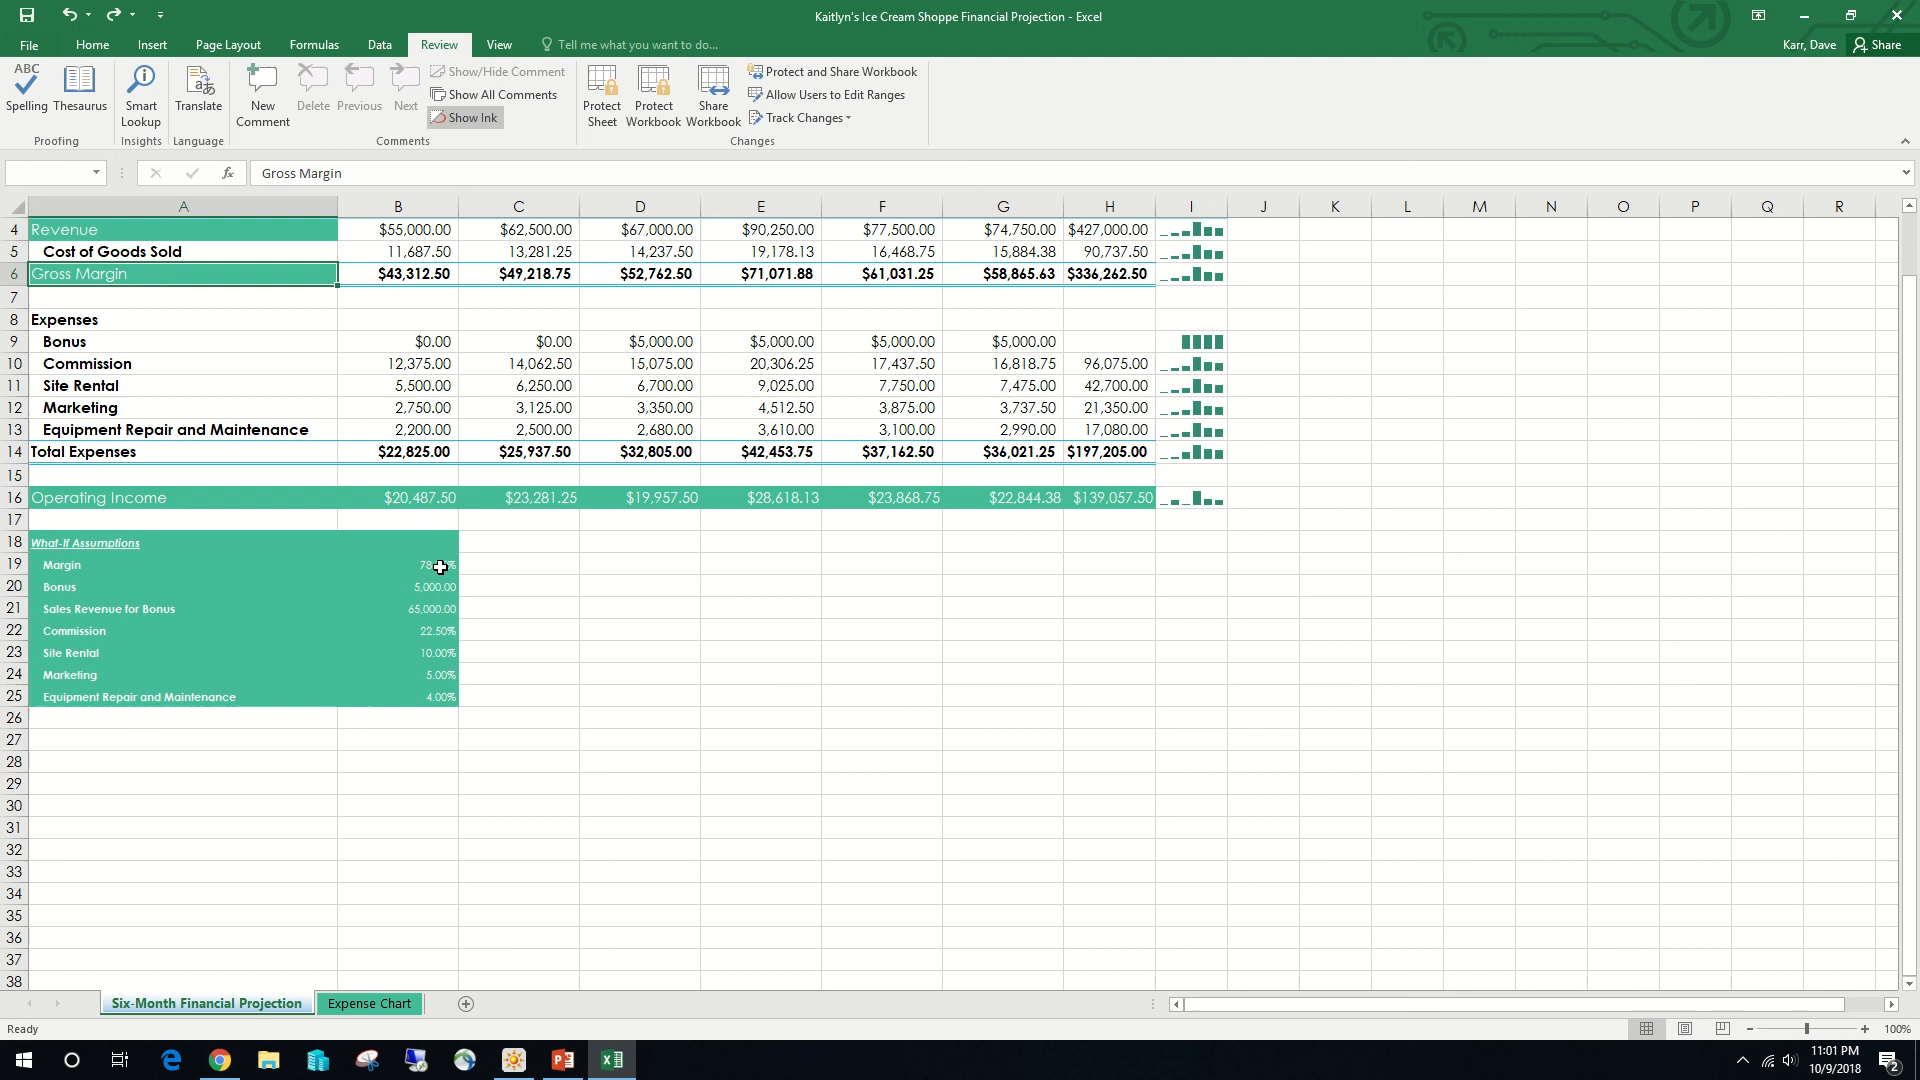 Kaitlyn's Ice Cream Shoppe Financial Projection - Excel
File Home Insert Page Layout Formulas Data Review View Tell me what you want to do... Karr, Dave Share
ABC
Spelling Thesaurus Smart Lookup Translate New Comment Delete Previous Next
Show/Hide Comment
Show All Comments
Show Ink
Protect Sheet Protect Workbook Share Workbook
Protect and Share Workbook
Allow Users to Edit Ranges
Track Changes
Proofing Insights Language Comments Changes
fx Gross Margin
A B C D E F G H I J K L M N O P Q R
4 Revenue $55,000.00 $62,500.00 $67,000.00 $90,250.00 $77,500.00 $74,750.00 $427,000.00
5 Cost of Goods Sold 11,687.50 13,281.25 14,237.50 19,178.13 16,468.75 15,884.38 90,737.50
6 Gross Margin $43,312.50 $49,218.75 $52,762.50 $71,071.88 $61,031.25 $58,865.63 $336,262.50
7
8 Expenses
9 Bonus $0.00 $0.00 $5,000.00 $5,000.00 $5,000.00 $5,000.00
10 Commission 12,375.00 14,062.50 15,075.00 20,306.25 17,437.50 16,818.75 96,075.00
11 Site Rental 5,500.00 6,250.00 6,700.00 9,025.00 7,750.00 7,475.00 42,700.00
12 Marketing 2,750.00 3,125.00 3,350.00 4,512.50 3,875.00 3,737.50 21,350.00
13 Equipment Repair and Maintenance 2,200.00 2,500.00 2,680.00 3,610.00 3,100.00 2,990.00 17,080.00
14 Total Expenses $22,825.00 $25,937.50 $32,805.00 $42,453.75 $37,162.50 $36,021.25 $197,205.00
15
16 Operating Income $20,487.50 $23,281.25 $19,957.50 $28,618.13 $23,868.75 $22,844.38 $139,057.50
17
18 What-If Assumptions
19 Margin
20 Bonus 5,000.00
21 Sales Revenue for Bonus 65,000.00
22 Commission 22.50%
23 Site Rental 10.00%
24 Marketing 5.00%
25 Equipment Repair and Maintenance 4.00%
26
27
28
29
30
31
32
33
34
35
36
37
38
Six-Month Financial Projection Expense Chart
Ready 100%
11:01 PM
10/9/2018
2